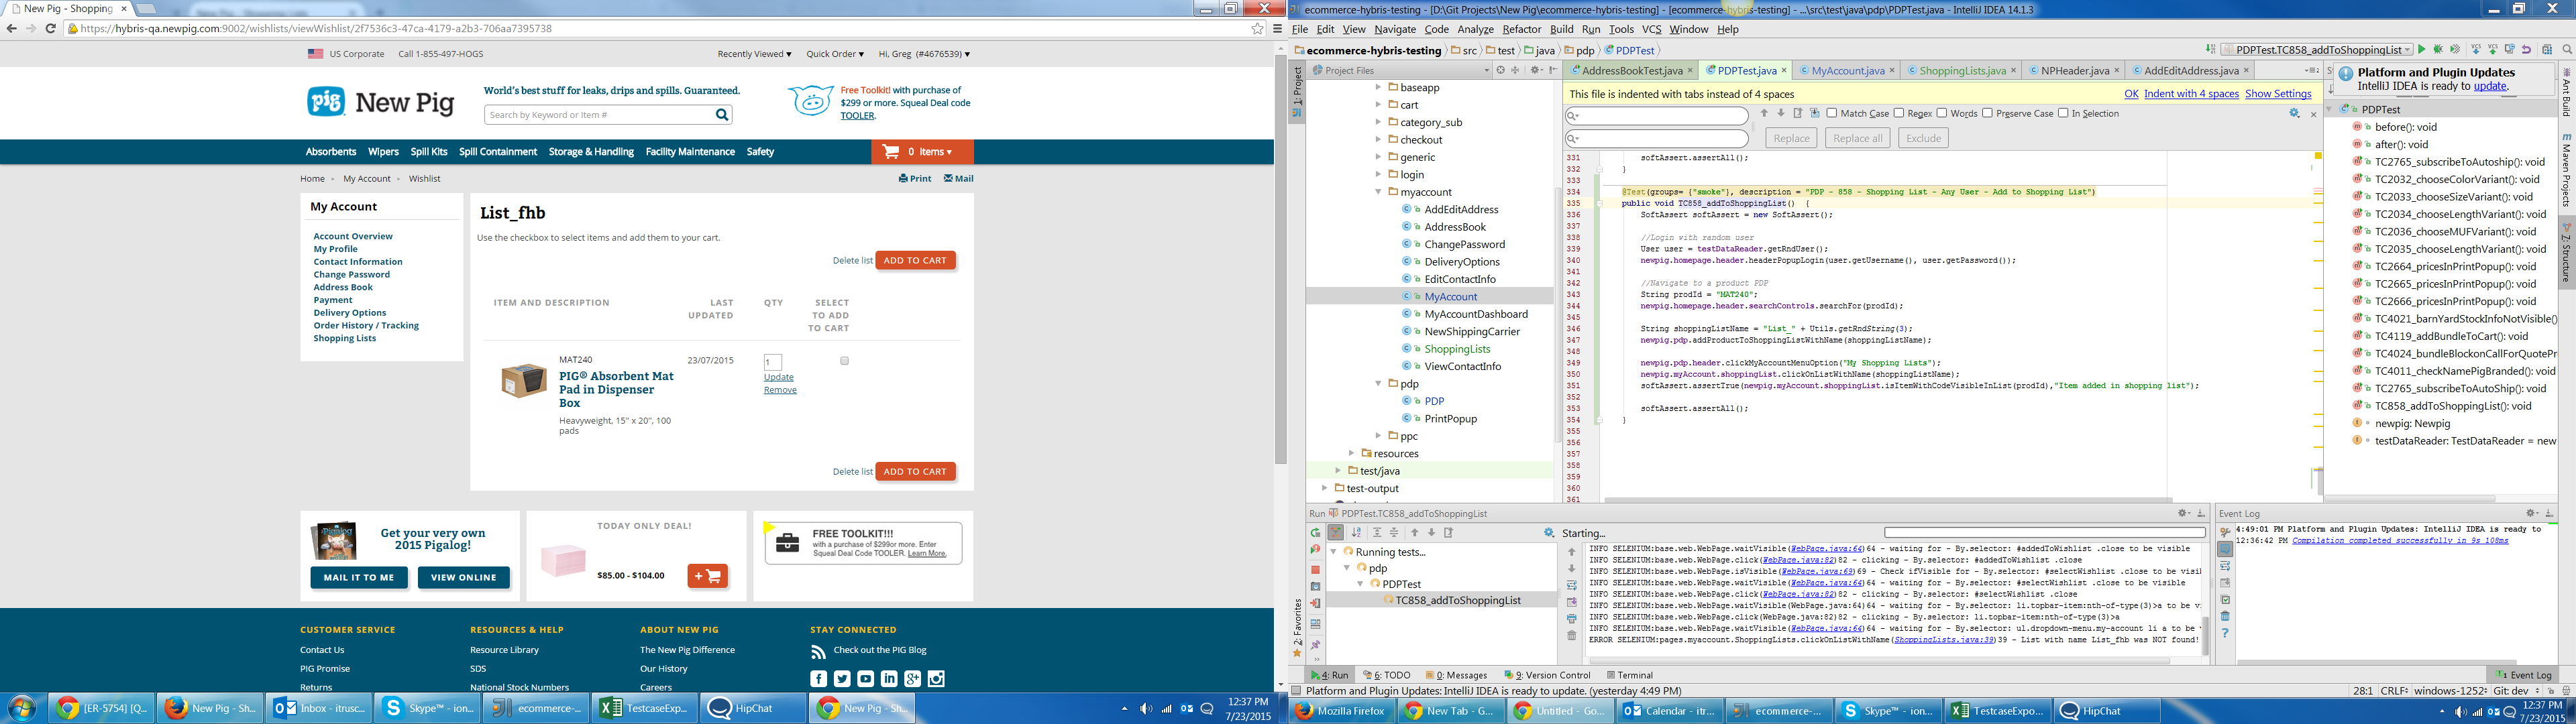 New Pig - Shopping
https://hybris-qa.newpig.com:9002/wishlists/viewWishlist/2f7536c3-47ca-4179-a2b3-706aa7395738
US Corporate Call 1-855-497-HOGS
Recently Viewed Quick Order Hi, Greg (#4676539)
pig New Pig
World's best stuff for leaks, drips and spills. Guaranteed.
Search by Keyword or Item #
Free Toolkit! with purchase of
$299 or more. Squeal Deal code
TOOLER.
Absorbents Wipers Spill Kits Spill Containment Storage & Handling Facility Maintenance Safety
0 Items
Home My Account Wishlist
Print Mail
My Account
Account Overview
My Profile
Contact Information
Change Password
Address Book
Payment
Delivery Options
Order History / Tracking
Shopping Lists
List_fhb
Use the checkbox to select items and add them to your cart.
Delete list ADD TO CART
ITEM AND DESCRIPTION LAST UPDATED QTY SELECT TO ADD TO CART
MAT240 23/07/2015 1
PIG® Absorbent Mat
Pad in Dispenser
Box
Update
Remove
Heavyweight, 15" x 20", 100
pads
Delete list ADD TO CART
Get your very own
2015 Pigalog!
MAIL IT TO ME VIEW ONLINE
TODAY ONLY DEAL!
$85.00 - $104.00
FREE TOOLKIT!!!
with a purchase of $299or more. Enter
Squeal Deal Code TOOLER. Learn More.
CUSTOMER SERVICE
Contact Us
PIG Promise
Returns
RESOURCES & HELP
Resource Library
SDS
National Stock Numbers
ABOUT NEW PIG
The New Pig Difference
Our History
Careers
STAY CONNECTED
Check out the PIG Blog
[ER-5754] [Q... New Pig - Sh... Inbox - itrusc... Skype™ - ion... ecommerce-... TestcaseExp... HipChat New Pig - Sh...
12:37 PM
7/23/2015
ecommerce-hybris-testing - [D:\Git Projects\New Pig\ecommerce-hybris-testing] - [ecommerce-hybris-testing] - ...\src\test\java\pdp\PDPTest.java - IntelliJ IDEA 14.1.3
File Edit View Navigate Code Analyze Refactor Build Run Tools VCS Window Help
ecommerce-hybris-testing src test java pdp PDPTest
PDPTest.TC858_addToShoppingList
Project Files
1: Project
baseapp
cart
category_sub
checkout
generic
login
myaccount
AddEditAddress
AddressBook
ChangePassword
DeliveryOptions
EditContactInfo
MyAccount
MyAccountDashboard
NewShippingCarrier
ShoppingLists
ViewContactInfo
pdp
PDP
PrintPopup
ppc
resources
test/java
test-output
AddressBookTest.java PDPTest.java MyAccount.java ShoppingLists.java NPHeader.java AddEditAddress.java
This file is indented with tabs instead of 4 spaces
OK Indent with 4 spaces Show Settings
Match Case Regex Words Preserve Case In Selection
Replace Replace all Exclude
331 softAssert.assertAll();
332 }
333
334 @Test(groups= {"smoke"}, description = "PDP - 858 - Shopping List - Any User - Add to Shopping List")
335 public void TC858_addToShoppingList() {
336 SoftAssert softAssert = new SoftAssert();
337
338 //Login with random user
339 User user = testDataReader.getRndUser();
340 newpig.homepage.header.headerPopupLogin(user.getUsername(), user.getPassword());
341
342 //Navigate to a product PDP
343 String prodId = "MAT240";
344 newpig.homepage.header.searchControls.searchFor(prodId);
345
346 String shoppingListName = "List_" + Utils.getRndString(3);
347 newpig.pdp.addProductToShoppingListWithName(shoppingListName);
348
349 newpig.pdp.header.clickMyAccountMenuOption("My Shopping Lists");
350 newpig.myAccount.shoppingList.clickOnListWithName(shoppingListName);
351 softAssert.assertTrue(newpig.myAccount.shoppingList.isItemWithCodeVisibleInList(prodId),"Item added in shopping list");
352
353 softAssert.assertAll();
354 }
355
356
357
358
359
360
361
Platform and Plugin Updates
IntelliJ IDEA is ready to update.
PDPTest
before(): void
after(): void
TC2765_subscribeToAutoship(): void
TC2032_chooseColorVariant(): void
TC2033_chooseSizeVariant(): void
TC2034_chooseLengthVariant(): void
TC2036_chooseMUFVariant(): void
TC2035_chooseLengthVariant(): void
TC2664_pricesInPrintPopup(): void
TC2665_pricesInPrintPopup(): void
TC2666_pricesInPrintPopup(): void
TC4021_barnYardStockInfoNotVisible()
TC4119_addBundleToCart(): void
TC4024_bundleBlockonCallForQuotePr
TC4011_checkNamePigBranded(): void
TC2765_subscribeToAutoShip(): void
TC858_addToShoppingList(): void
newpig: Newpig
testDataReader: TestDataReader = new
Ant Build
Maven Projects
7: Structure
2: Favorites
Run PDPTest.TC858_addToShoppingList
Starting...
Running tests...
pdp
PDPTest
TC858_addToShoppingList
INFO SELENIUM:base.web.WebPage.waitVisible(WebPage.java:64)64 - waiting for - By.selector: #addedToWishlist .close to be visible
INFO SELENIUM:base.web.WebPage.click(WebPage.java:82)82 - clicking - By.selector: #addedToWishlist .close
INFO SELENIUM:base.web.WebPage.isVisible(WebPage.java:69)69 - Check ifVisible for - By.selector: #selectWishlist .close to be visib
INFO SELENIUM:base.web.WebPage.waitVisible(WebPage.java:64)64 - waiting for - By.selector: #selectWishlist .close to be visible
INFO SELENIUM:base.web.WebPage.click(WebPage.java:82)82 - clicking - By.selector: #selectWishlist .close
INFO SELENIUM:base.web.WebPage.waitVisible(WebPage.java:64)64 - waiting for - By.selector: li.topbar-item:nth-of-type(3)>a to be vi
INFO SELENIUM:base.web.WebPage.click(WebPage.java:82)82 - clicking - By.selector: li.topbar-item:nth-of-type(3)>a
INFO SELENIUM:base.web.WebPage.waitVisible(WebPage.java:64)64 - waiting for - By.selector: ul.dropdown-menu.my-account li a to be
ERROR SELENIUM:pages.myaccount.ShoppingLists.clickOnListWithName(ShoppingLists.java:39)39 - List with name List_fhb was NOT found!
Event Log
4:49:01 PM Platform and Plugin Updates: IntelliJ IDEA is ready to
12:36:42 PM Compilation completed successfully in 9s 108ms
4: Run 6: TODO 0: Messages 9: Version Control Terminal
1 Event Log
Platform and Plugin Updates: IntelliJ IDEA is ready to update. (yesterday 4:49 PM)
28:1 CRLF windows-1252 Git: dev
Mozilla Firefox New Tab - G... Untitled - Go... Calendar - itr... ecommerce-... Skype™ - ion... TestcaseExpo... HipChat
12:37 PM
7/23/2015